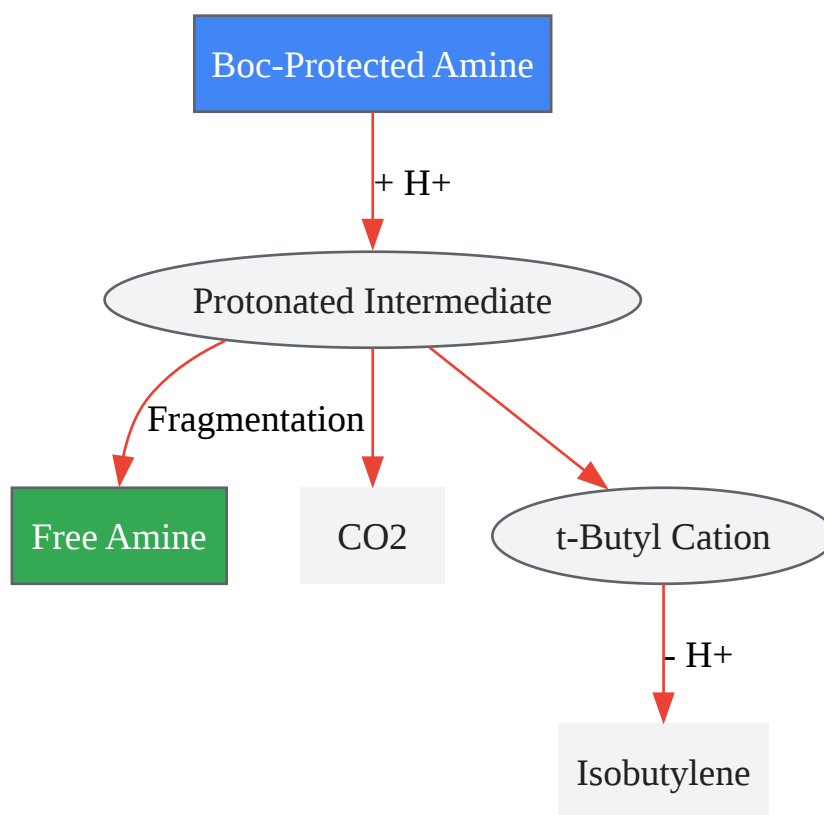 Boc-Protected Amine
+ H+
Protonated Intermediate
Fragmentation
Free Amine
CO2
t-Butyl Cation
- H+
Isobutylene